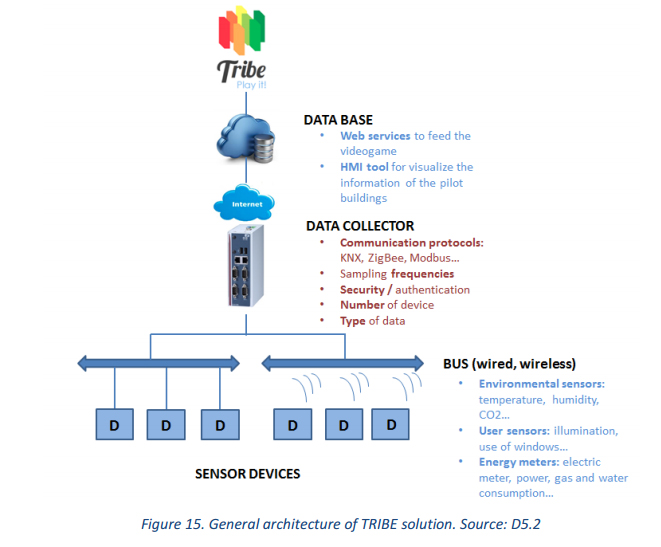 Tribe
Play it!
DATA BASE
• Web services to feed the
videogame
• HMI tool for visualize the
information of the pilot
buildings
Internet
DATA COLLECTOR
• Communication protocols:
KNX, ZigBee, Modbus...
• Sampling frequencies
• Security / authentication
• Number of device
• Type of data
BUS (wired, wireless)
• Environmental sensors:
temperature, humidity,
CO2...
• User sensors: illumination,
use of windows...
• Energy meters: electric
meter, power, gas and water
consumption...
D D D D D D
SENSOR DEVICES
Figure 15. General architecture of TRIBE solution. Source: D5.2